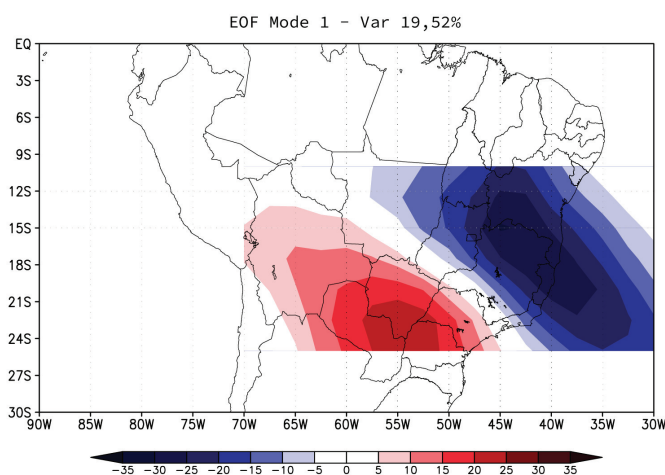 EOF Mode 1 - Var 19,52%
EQ
3S
6S
9S
12S
15S
18S
21S
24S
27S
30S
90W 85W 80W 75W 70W 65W 60W 55W 50W 45W 40W 35W 30W
-35 -30 -25 -20 -15 -10 -5 0 5 10 15 20 25 30 35